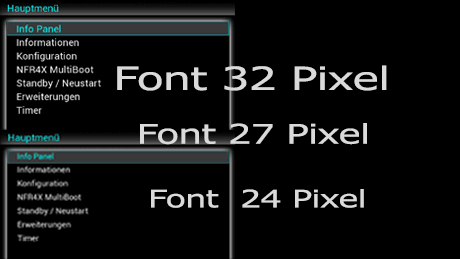 Hauptmenü
Info Panel
Informationen
Konfiguration
NFR4X MultiBoot
Standby / Neustart
Erweiterungen
Timer
Font 32 Pixel
Font 27 Pixel
Hauptmenü
Info Panel
Informationen
Konfiguration
NFR4X MultiBoot
Standby / Neustart
Erweiterungen
Timer
Font 24 Pixel